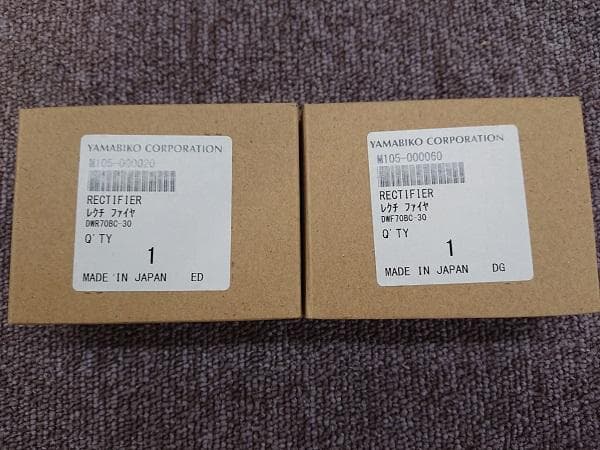 YAMABIKO CORPORATION
M105-000020
RECTIFIER
レクチ ファイヤ
DWR70BC-30
Q'TY
1
MADE IN JAPAN ED
YAMABIKO CORPORATION
M105-000060
RECTIFIER
レクチ ファイヤ
DWF70BC-30
Q'TY
1
MADE IN JAPAN DG